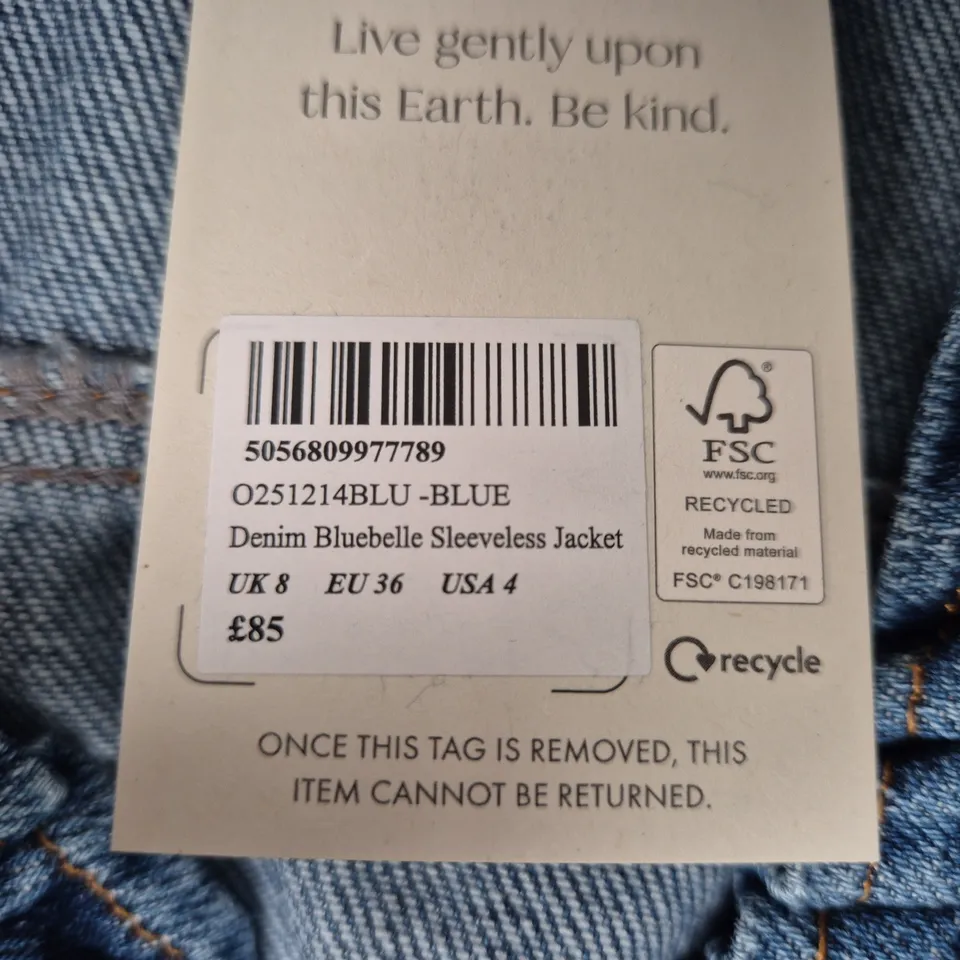 Live gently upon
this Earth. Be kind.
5056809977789
O251214BLU -BLUE
Denim Bluebelle Sleeveless Jacket
UK 8 EU 36 USA 4
£85
®
FSC
www.fsc.org
RECYCLED
Made from
recycled material
FSC® C198171
recycle
ONCE THIS TAG IS REMOVED, THIS
ITEM CANNOT BE RETURNED.